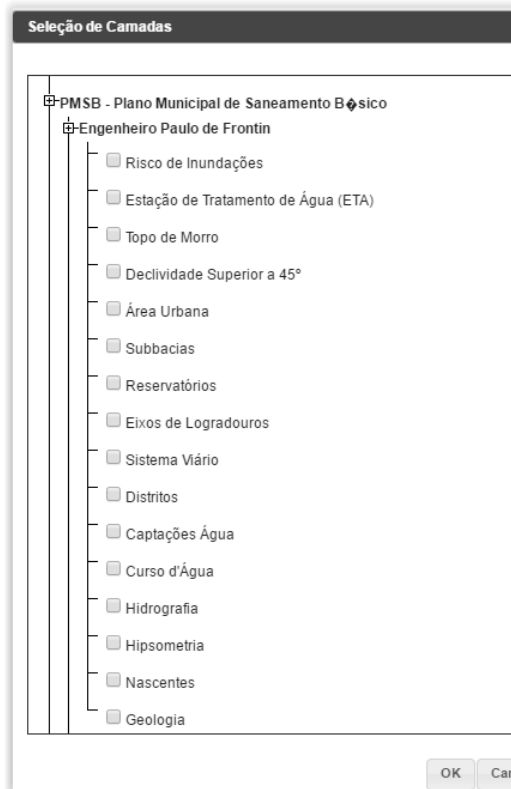 Seleção de Camadas
PMSB - Plano Municipal de Saneamento B�sico
Engenheiro Paulo de Frontin
Risco de Inundações
Estação de Tratamento de Água (ETA)
Topo de Morro
Declividade Superior a 45º
Área Urbana
Subbacias
Reservatórios
Eixos de Logradouros
Sistema Viário
Distritos
Captações Água
Curso d'Água
Hidrografia
Hipsometria
Nascentes
Geologia
OK